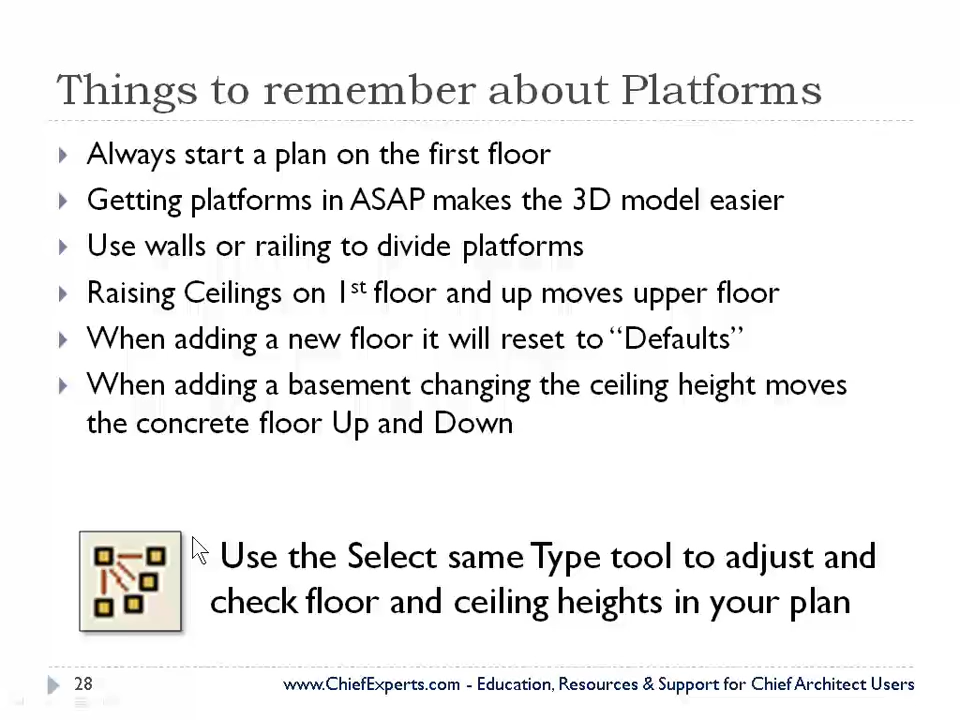 Things to remember about Platforms
Always start a plan on the first floor
Getting platforms in ASAP makes the 3D model easier
Use walls or railing to divide platforms
Raising Ceilings on 1st floor and up moves upper floor
When adding a new floor it will reset to “Defaults”
When adding a basement changing the ceiling height moves
the concrete floor Up and Down
Use the Select same Type tool to adjust and
check floor and ceiling heights in your plan
28
www.ChiefExperts.com - Education, Resources & Support for Chief Architect Users